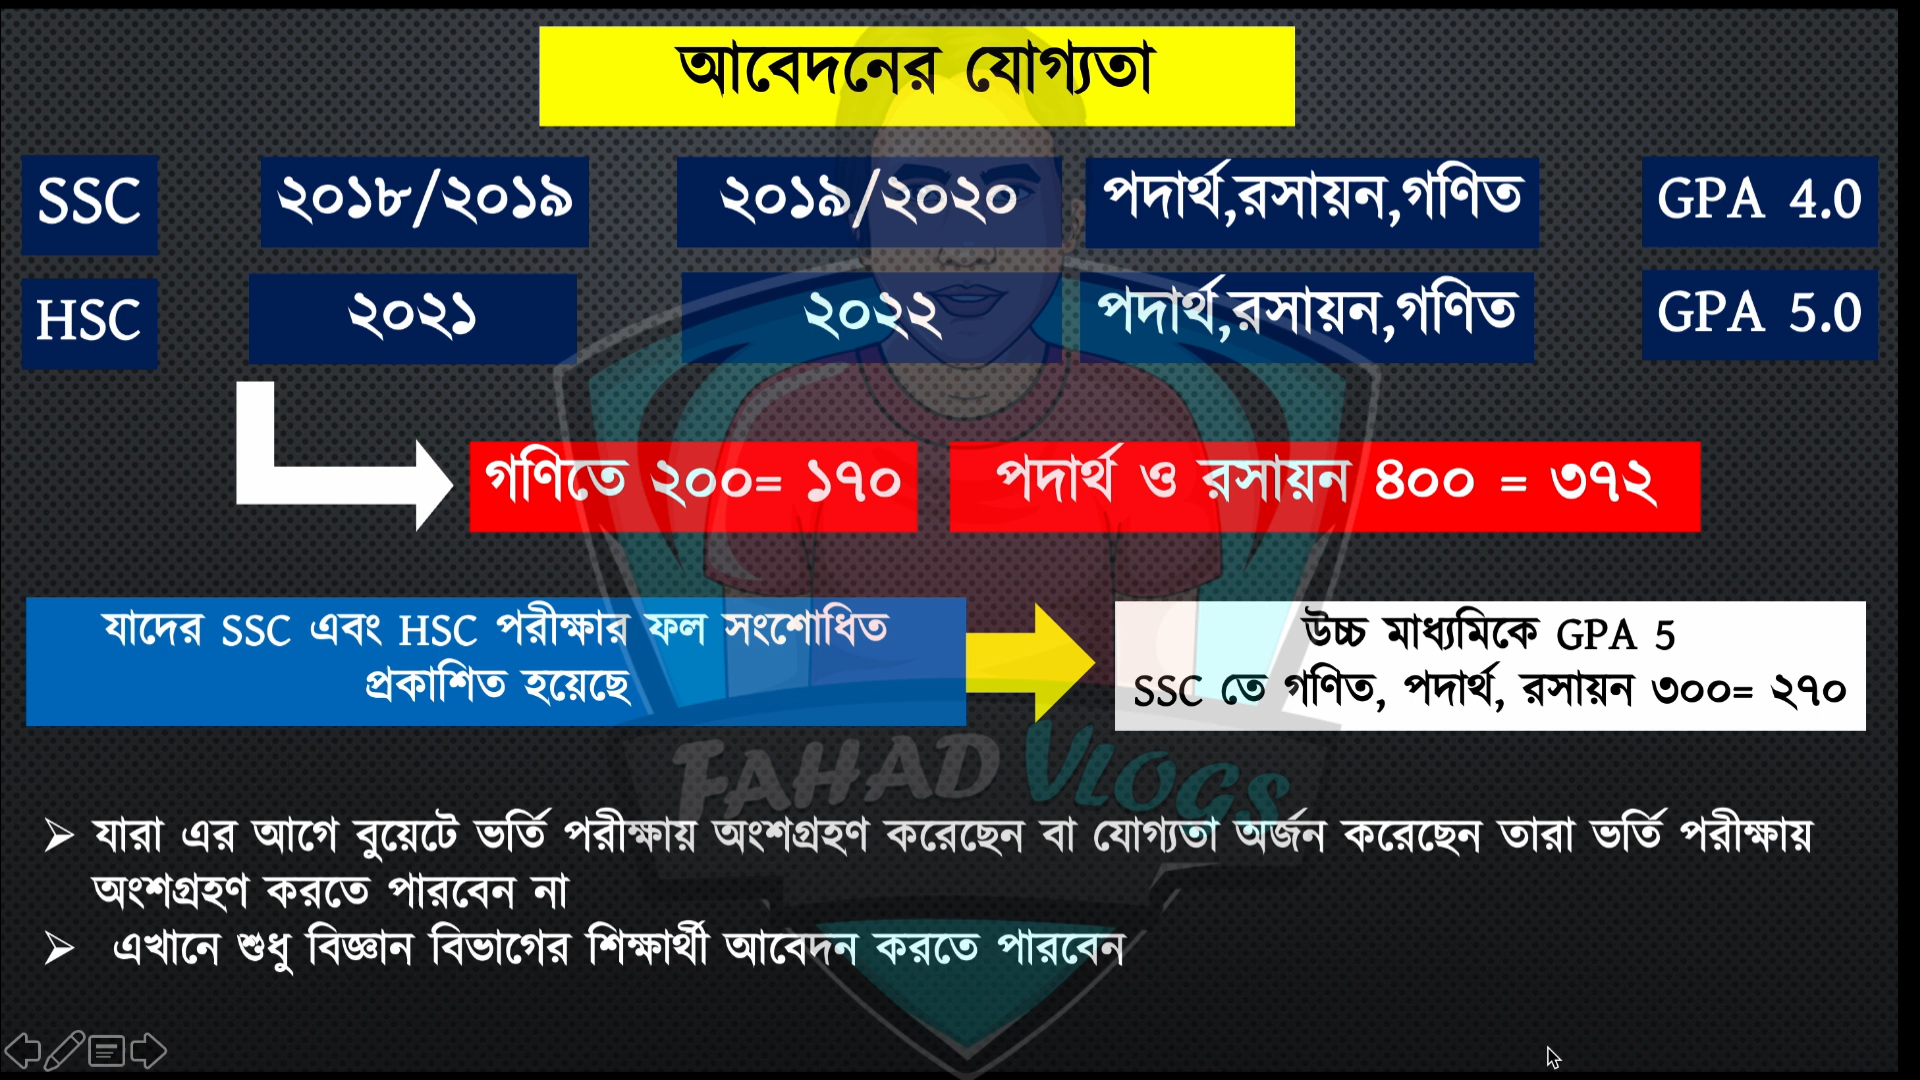 আবেদনের যোগ্যতা
SSC ২০১৮/২০১৯ ২০১৯/২০২০ পদার্থ,রসায়ন,গণিত GPA 4.0
HSC ২০২১ ২০২২ পদার্থ,রসায়ন,গণিত GPA 5.0
গণিতে ২০০= ১৭০ পদার্থ ও রসায়ন ৪০০ = ৩৭২
যাদের SSC এবং HSC পরীক্ষার ফল সংশোধিত
প্রকাশিত হয়েছে
উচ্চ মাধ্যমিকে GPA 5
SSC তে গণিত, পদার্থ, রসায়ন ৩০০= ২৭০
FAHAD VLOGS
➢ যারা এর আগে বুয়েটে ভর্তি পরীক্ষায় অংশগ্রহণ করেছেন বা যোগ্যতা অর্জন করেছেন তারা ভর্তি পরীক্ষায়
অংশগ্রহণ করতে পারবেন না
➢ এখানে শুধু বিজ্ঞান বিভাগের শিক্ষার্থী আবেদন করতে পারবেন